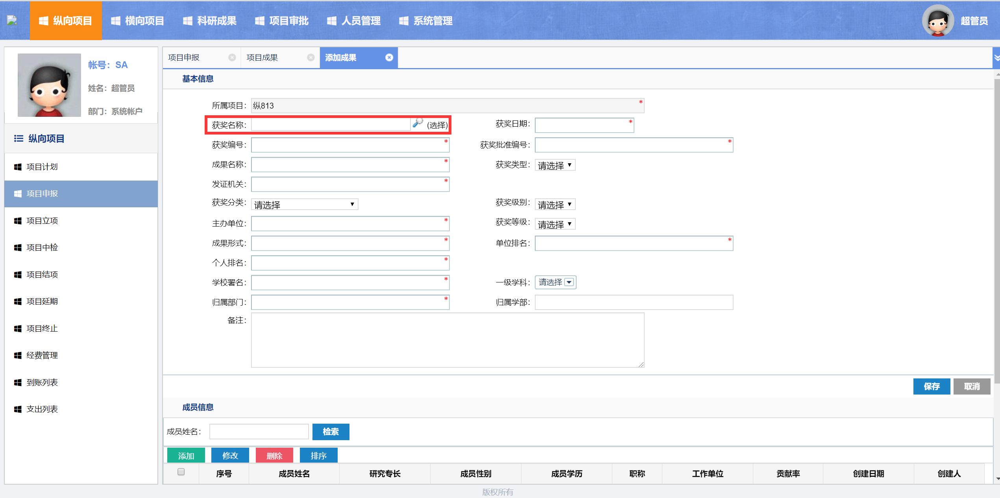 纵向项目 横向项目 科研成果 项目审批 人员管理 系统管理 超管员
帐号：SA
姓名：超管员
部门：系统帐户
纵向项目
项目计划
项目申报
项目立项
项目中检
项目结项
项目延期
项目终止
经费管理
到账列表
支出列表
项目申报 项目成果 添加成果
基本信息
所属项目： 纵813 *
获奖名称： (选择) 获奖日期： *
获奖编号： * 获奖批准编号： *
成果名称： * 获奖类型： 请选择
发证机关： *
获奖分类： 请选择 获奖级别： 请选择
主办单位： * 获奖等级： 请选择
成果形式： * 单位排名： *
个人排名： *
学校署名： * 一级学科： 请选择
归属部门： * 归属学部：
备注：
保存 取消
成员信息
成员姓名： 检索
添加 修改 删除 排序
序号 成员姓名 研究专长 成员性别 成员学历 职称 工作单位 贡献率 创建日期 创建人
版权所有